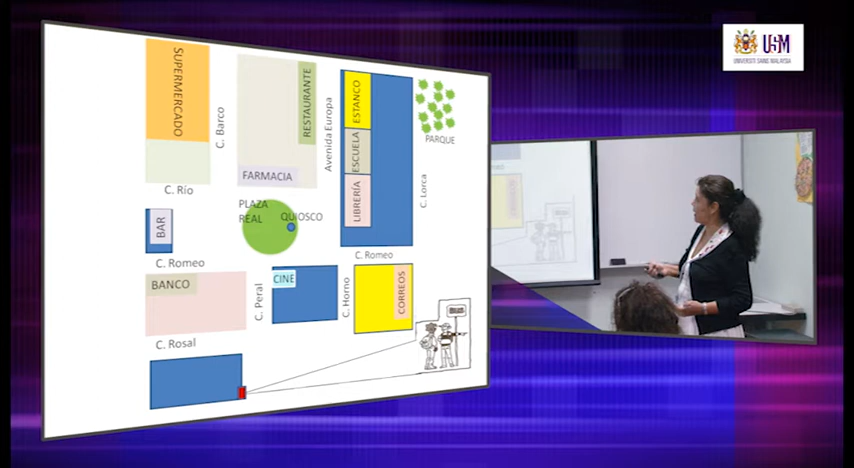 SUPERMERCADO
C. Barco
RESTAURANTE
Avenida Europa
ESTANCO
ESCUELA
LIBRERÍA
PARQUE
C. Lorca
FARMACIA
C. Río
PLAZA
REAL
QUIOSCO
BAR
C. Romeo
C. Romeo
BANCO
C. Peral
CINE
C. Horno
CORREOS
C. Rosal
USM
UNIVERSITI SAINS MALAYSIA